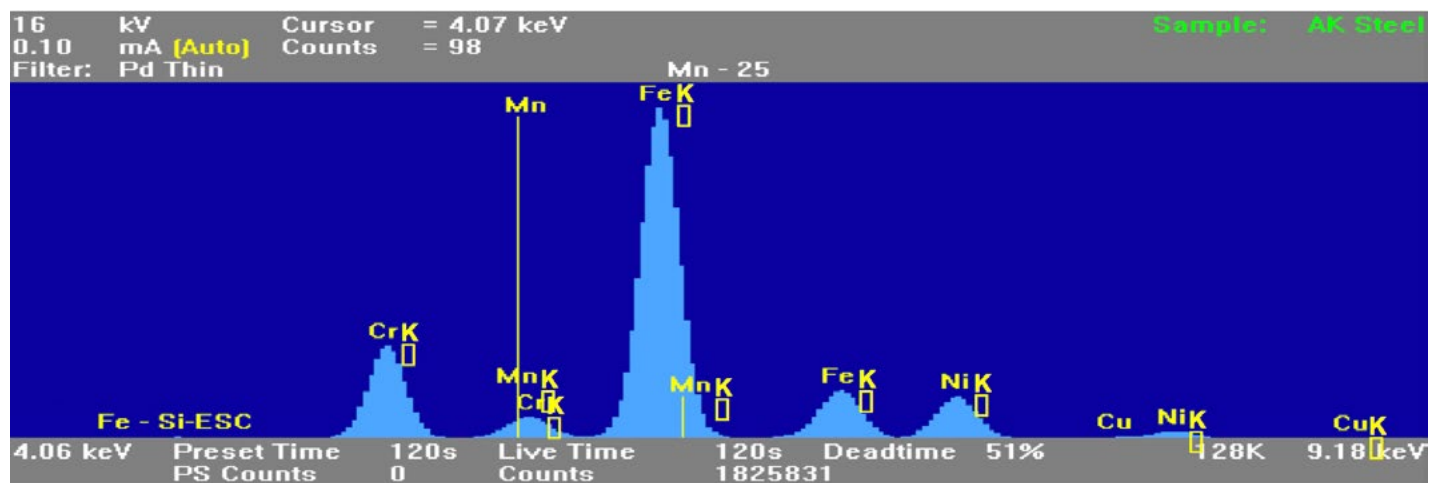 16 kV Cursor = 4.07 keV Sample: AK Steel
0.10 mA (Auto) Counts = 98
Filter: Pd Thin Mn - 25
Fe K
Mn
Cr K
Mn K
Cr K
Mn K
Fe K
Ni K
Fe - Si-ESC
Cu
Ni K
Cu K
4.06 keV Preset Time 120s Live Time 120s Deadtime 51% 128K 9.18 keV
PS Counts 0 Counts 1825831